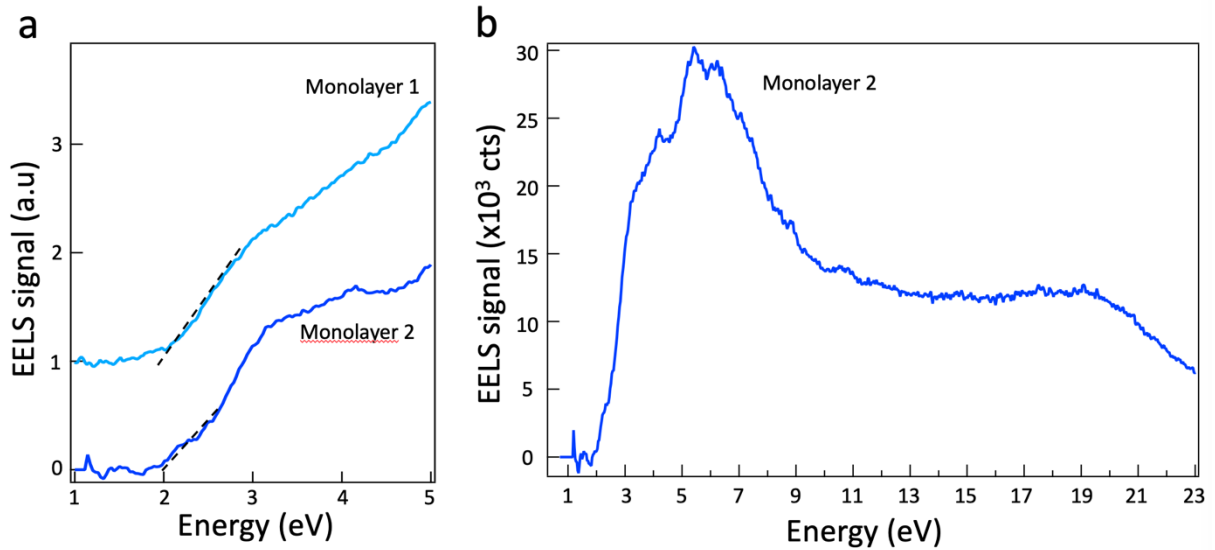 a
EELS signal (a.u)
3
2
1
0
Monolayer 1
Monolayer 2
1 2 3 4 5
Energy (eV)
b
EELS signal (x10³ cts)
30
25
20
15
10
5
0
Monolayer 2
1 3 5 7 9 11 13 15 17 19 21 23
Energy (eV)